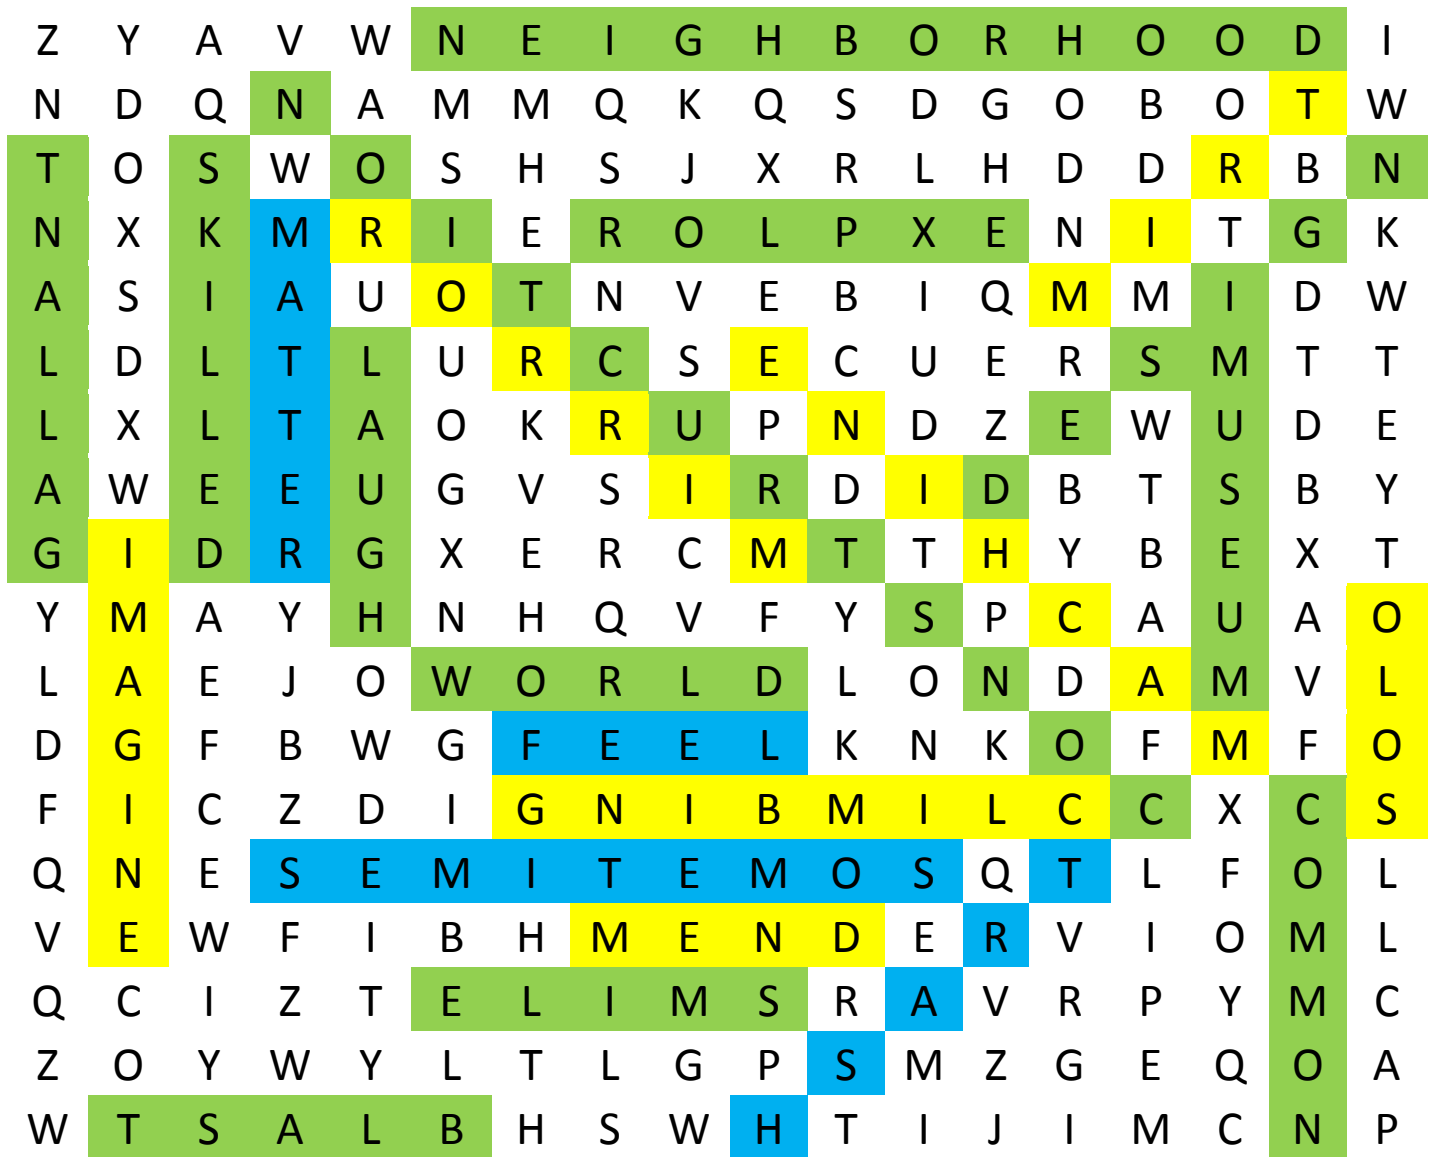 Z Y A V W N E I G H B O R H O O D I
N D Q N A M M Q K Q S D G O B O T W
T O S W O S H S J X R L H D D R B N
N X K M R I E R O L P X E N I T G K
A S I A U O T N V E B I Q M M I D W
L D L T L U R C S E C U E R S M T T
L X L T A O K R U P N D Z E W U D E
A W E E U G V S I R D I D B T S B Y
G I D R G X E R C M T T H Y B E X T
Y M A Y H N H Q V F Y S P C A U A O
L A E J O W O R L D L O N D A M V L
D G F B W G F E E L K N K O F M F O
F I C Z D I G N I B M I L C C X C S
Q N E S E M I T E M O S Q T L F O L
V E W F I B H M E N D E R V I O M L
Q C I Z T E L I M S R A V R P Y M C
Z O Y W Y L T L G P S M Z G E Q O A
W T S A L B H S W H T I J I M C N P